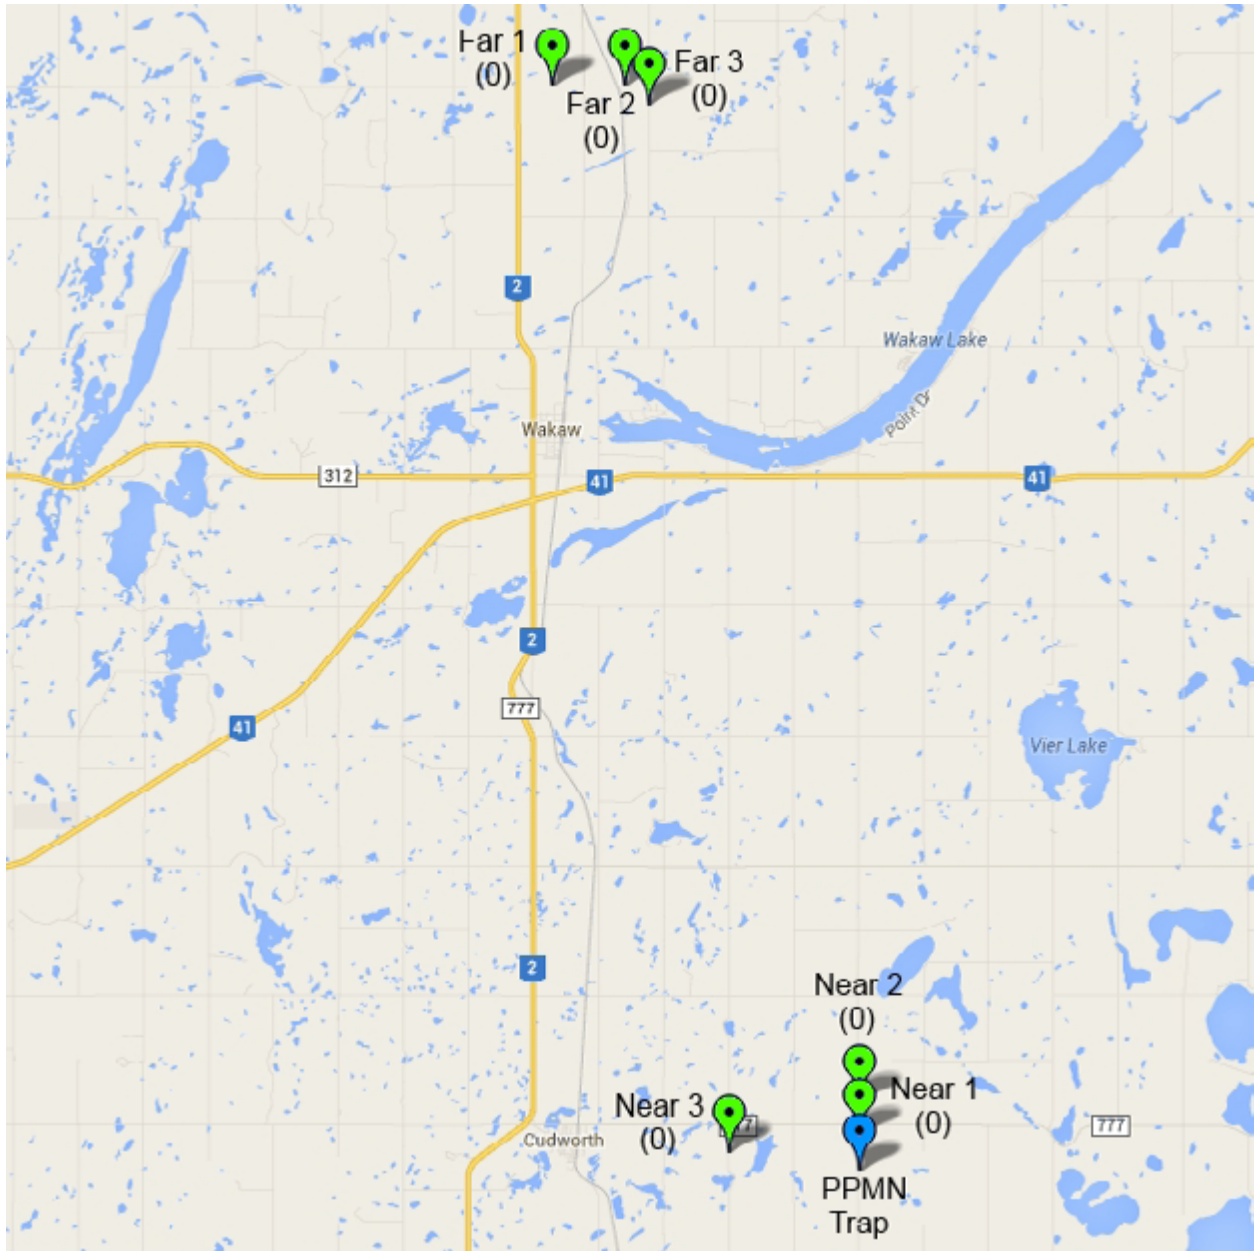 Far 1
(0)
Far 2
(0)
Far 3
(0)
2
Wakaw Lake
Point Dr
Wakaw
312
41
41
2
777
41
Vier Lake
2
Near 2
(0)
Near 3
(0)
Near 1
(0)
777
Cudworth
PPMN
Trap